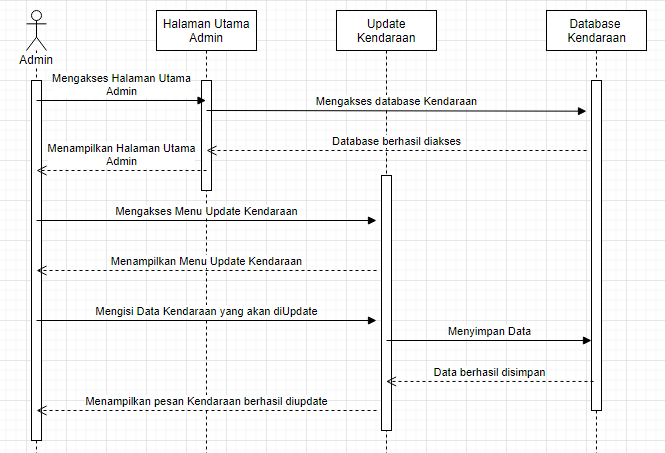 Halaman Utama
Admin
Update
Kendaraan
Database
Kendaraan
Admin
Mengakses Halaman Utama
Admin
Mengakses database Kendaraan
Database berhasil diakses
Menampilkan Halaman Utama
Admin
Mengakses Menu Update Kendaraan
Menampilkan Menu Update Kendaraan
Mengisi Data Kendaraan yang akan diUpdate
Menyimpan Data
Data berhasil disimpan
Menampilkan pesan Kendaraan berhasil diupdate